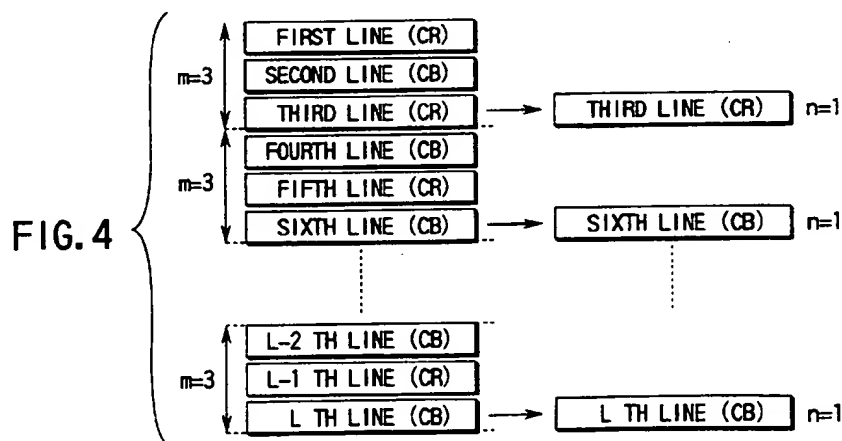 FIG. 4
m=3
FIRST LINE (CR)
SECOND LINE (CB)
THIRD LINE (CR)
THIRD LINE (CR) n=1
m=3
FOURTH LINE (CB)
FIFTH LINE (CR)
SIXTH LINE (CB)
SIXTH LINE (CB) n=1
m=3
L-2 TH LINE (CB)
L-1 TH LINE (CR)
L TH LINE (CB)
L TH LINE (CB) n=1